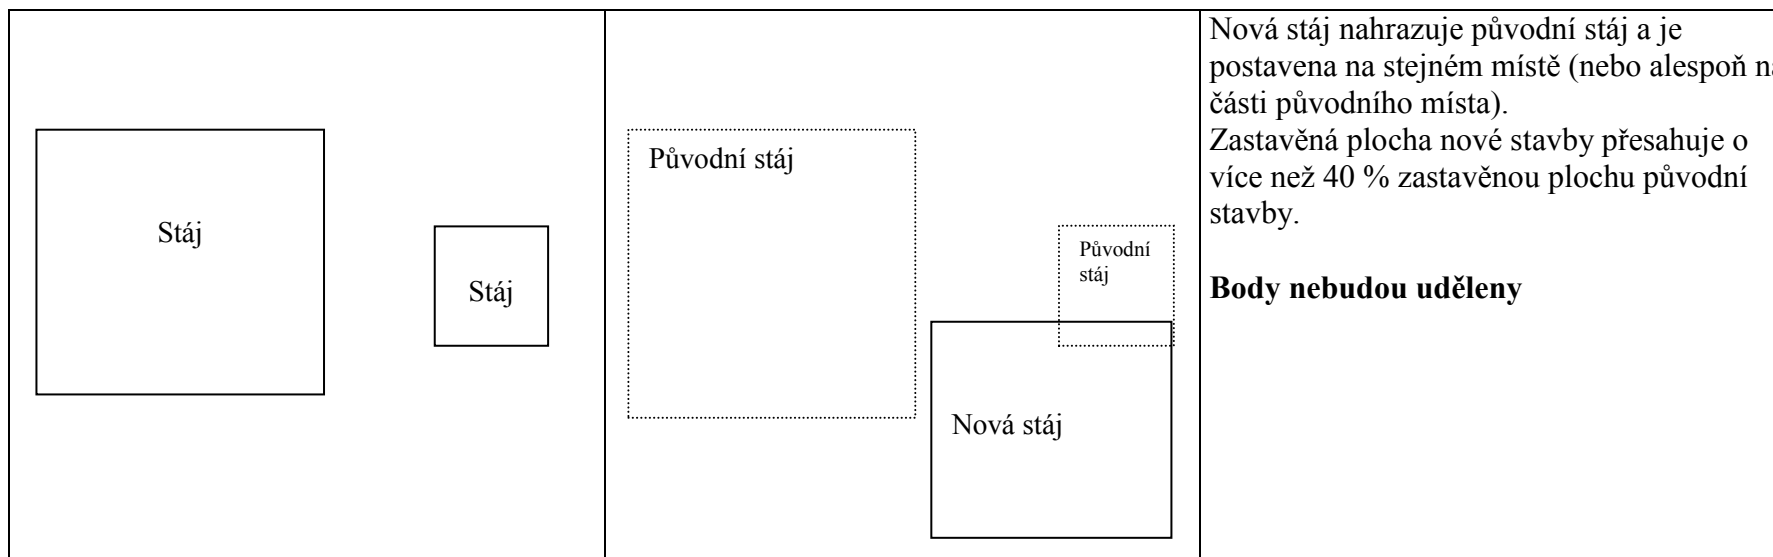 Stáj
Stáj
Původní stáj
Původní
stáj
Nová stáj
Nová stáj nahrazuje původní stáj a je
postavena na stejném místě (nebo alespoň na
části původního místa).
Zastavěná plocha nové stavby přesahuje o
více než 40 % zastavěnou plochu původní
stavby.
Body nebudou uděleny